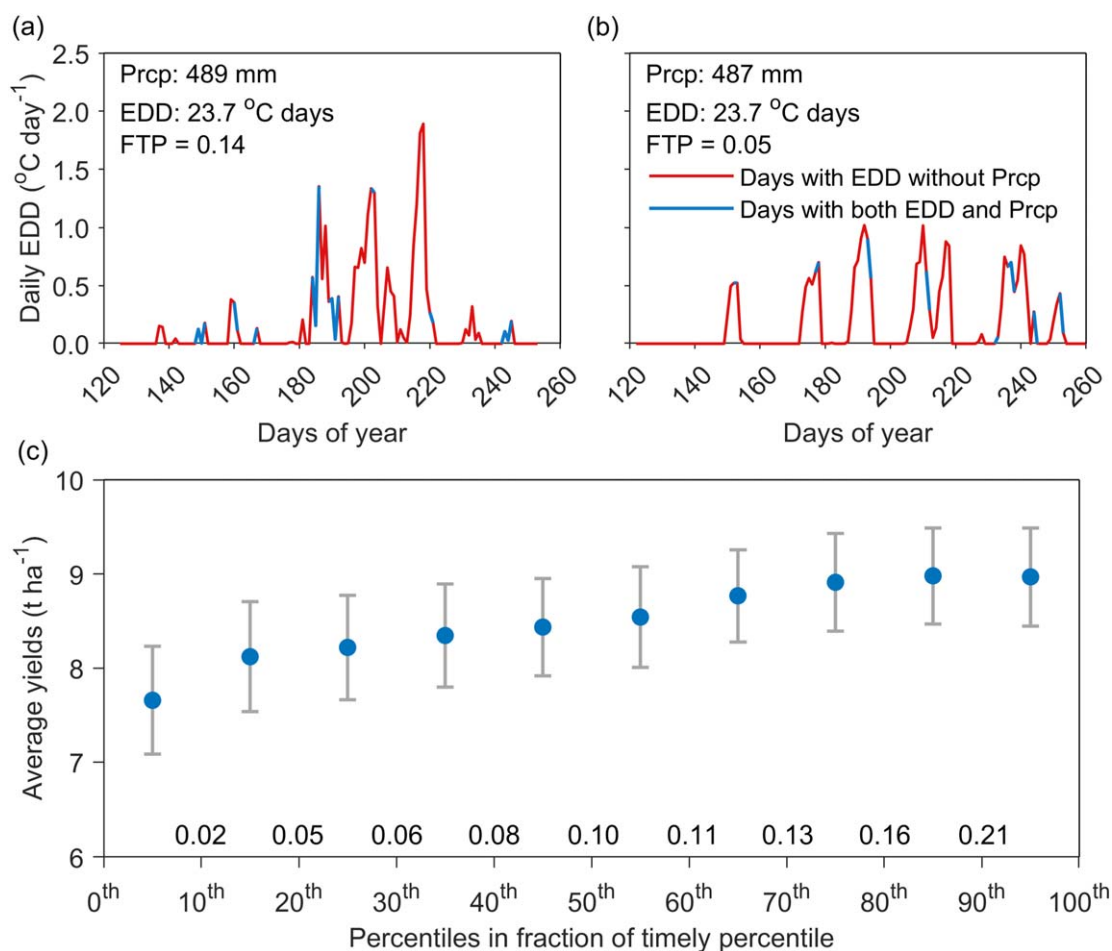 (a)
Prcp: 489 mm
EDD: 23.7 °C days
FTP = 0.14
2.5
2.0
1.5
1.0
0.5
0.0
Daily EDD (°C day⁻¹)
120 140 160 180 200 220 240 260
Days of year
(b)
Prcp: 487 mm
EDD: 23.7 °C days
FTP = 0.05
Days with EDD without Prcp
Days with both EDD and Prcp
120 140 160 180 200 220 240 260
Days of year
(c)
10
9
8
7
6
Average yields (t ha⁻¹)
0.02 0.05 0.06 0.08 0.10 0.11 0.13 0.16 0.21
0th 10th 20th 30th 40th 50th 60th 70th 80th 90th 100th
Percentiles in fraction of timely percentile